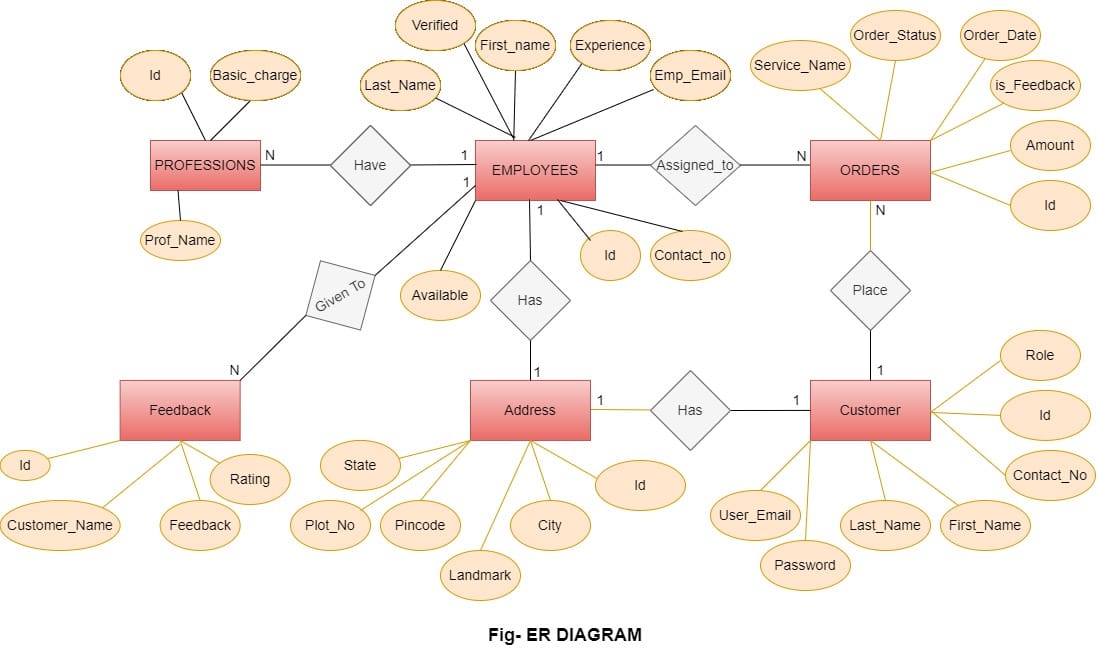 Verified
First_name
Experience
Id
Basic_charge
Last_Name
Emp_Email
Order_Status
Order_Date
Service_Name
is_Feedback
PROFESSIONS
N
Have
1
EMPLOYEES
1
Assigned_to
N
ORDERS
Amount
Id
1
1
N
Prof_Name
Id
Contact_no
Given To
Available
Has
Place
N
1
1
Role
Feedback
Address
1
Has
1
Customer
Id
Id
State
Rating
Id
Contact_No
Customer_Name
Feedback
Plot_No
Pincode
City
User_Email
Last_Name
First_Name
Landmark
Password
Fig- ER DIAGRAM